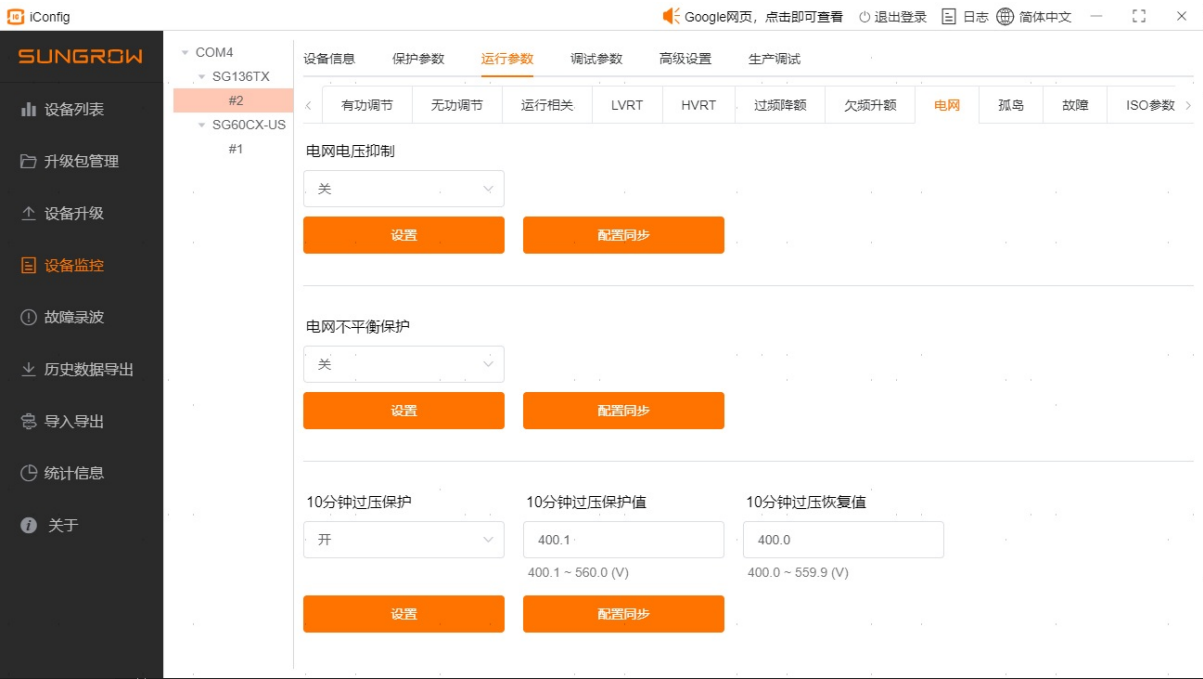 iConfig
Google网页，点击即可查看 退出登录 日志 简体中文
SUNGROW
设备列表
升级包管理
设备升级
设备监控
故障录波
历史数据导出
导入导出
统计信息
关于
COM4
SG136TX
#2
SG60CX-US
#1
设备信息 保护参数 运行参数 调试参数 高级设置 生产调试
有功调节 无功调节 运行相关 LVRT HVRT 过频降额 欠频升额 电网 孤岛 故障 ISO参数
电网电压抑制
关
设置 配置同步
电网不平衡保护
关
设置 配置同步
10分钟过压保护 10分钟过压保护值 10分钟过压恢复值
开 400.1 400.0
400.1 ~ 560.0 (V) 400.0 ~ 559.9 (V)
设置 配置同步